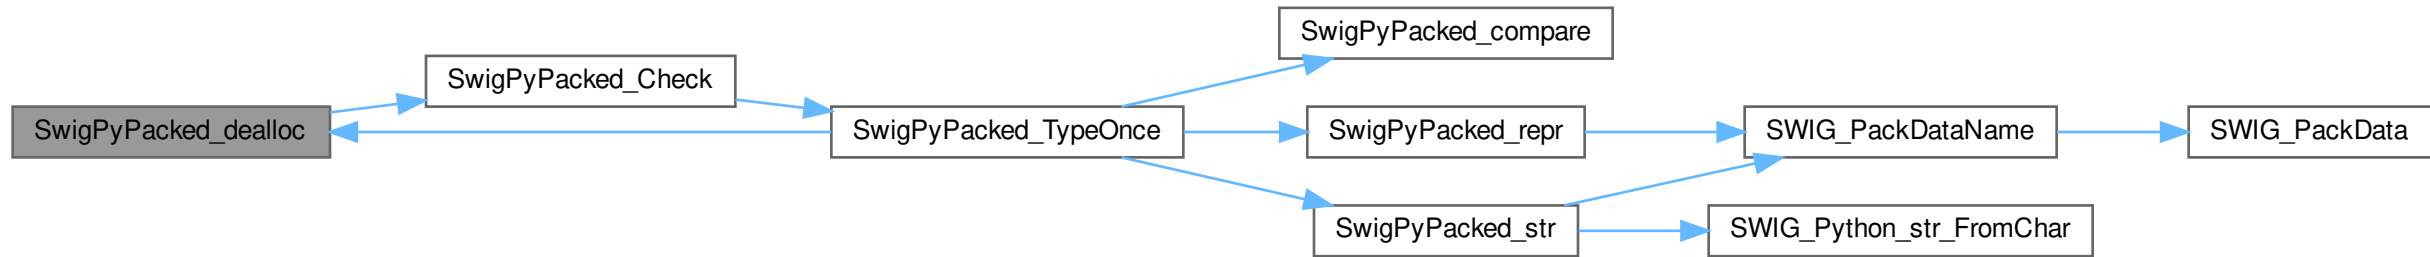 SwigPyPacked_dealloc
SwigPyPacked_Check
SwigPyPacked_TypeOnce
SwigPyPacked_compare
SwigPyPacked_repr
SwigPyPacked_str
SWIG_PackDataName
SWIG_Python_str_FromChar
SWIG_PackData